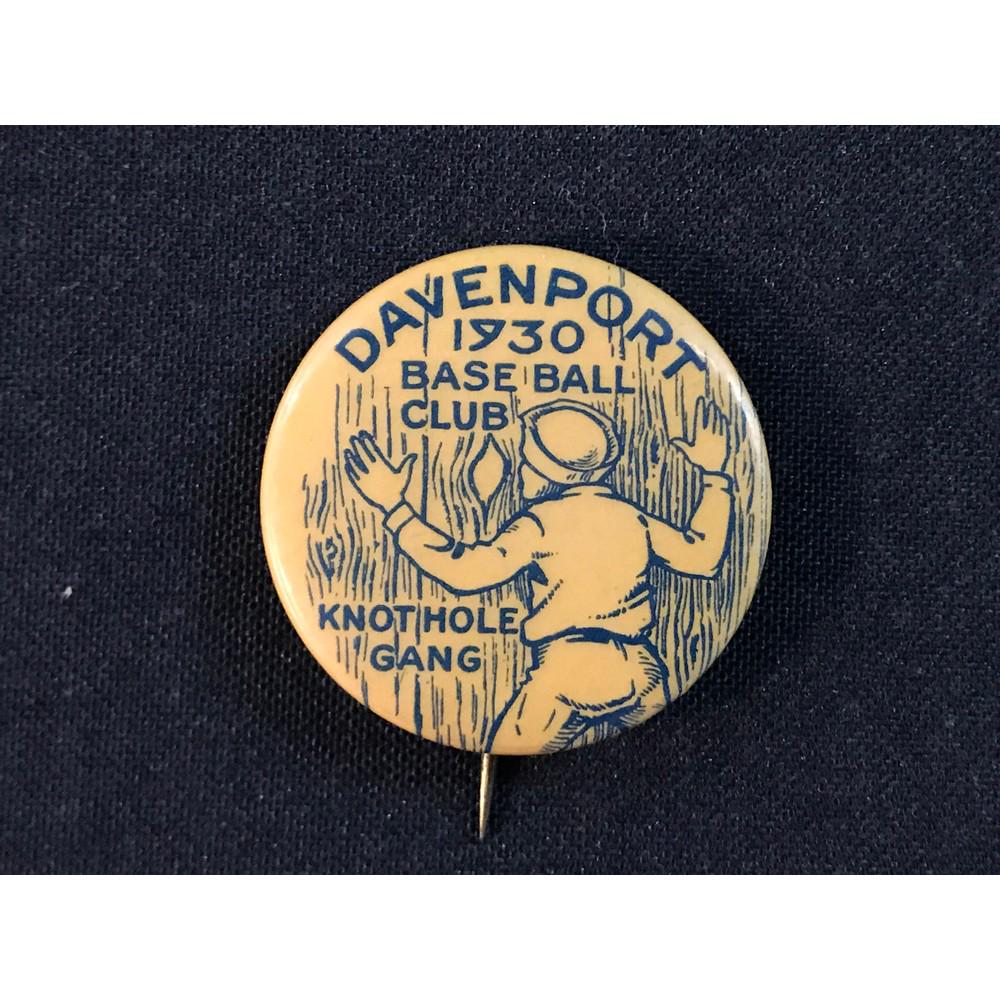 DAVENPORT
1930
BASE BALL
CLUB
KNOT HOLE
GANG